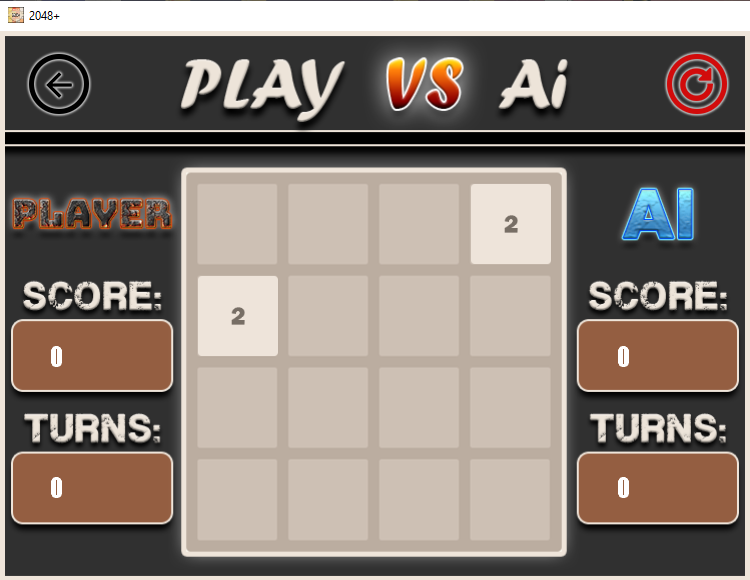 2048+
PLAY VS Ai
PLAYER
AI
2
2
SCORE:
SCORE:
0
0
TURNS:
TURNS:
0
0